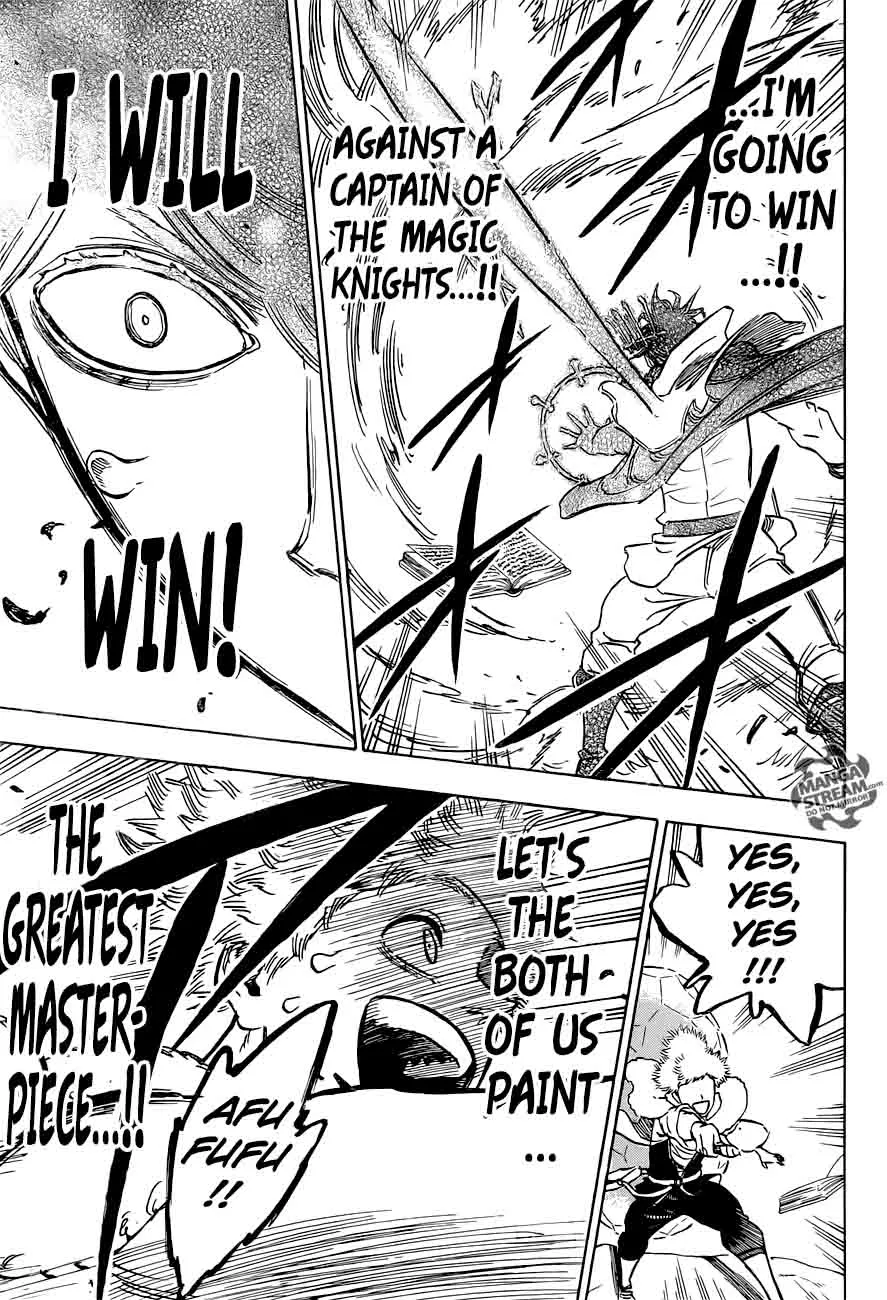 ...I'M
GOING
TO WIN
...!!
AGAINST A
CAPTAIN OF
THE MAGIC
KNIGHTS...!!
I WILL
WIN!
YES,
YES,
YES
!!!
LET'S
THE
BOTH-
OF US
PAINT
...
AFU
FUFU
!!
THE
GREATEST
MASTER-
PIÈCE...!!
MANGA
STREAM.com
DO NOT MIRROR